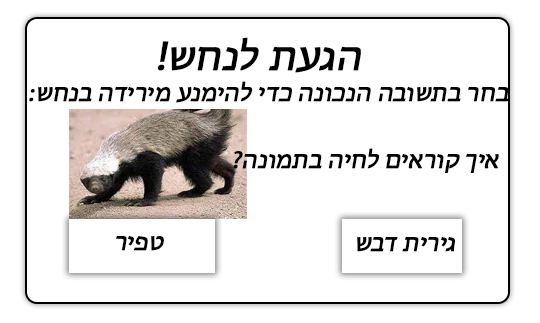 הגעת לנחש!
בחר בתשובה הנכונה כדי להימנע מירידה בנחש:
איך קוראים לחיה בתמונה?
גירית דבש
טפיר